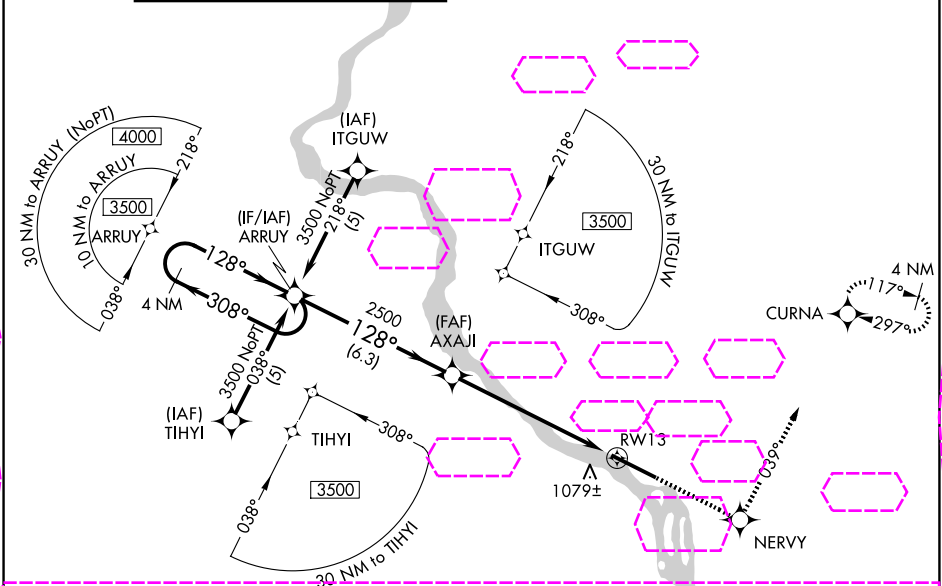 30 NM to ARRUY (NoPT)
4000
218°
10 NM to ARRUY
3500
ARRUY
038°
(IAF)
ITGUW
3500 NoPT
218°
(5)
(IF/IAF)
ARRUY
128°
4 NM
308°
3500 NoPT
038°
(5)
(IAF)
TIHYI
2500
128°
(6.3)
(FAF)
AXAJI
218°
30 NM to ITGUW
3500
ITGUW
308°
4 NM
117°
CURNA
297°
308°
TIHYI
3500
038°
30 NM to TIHYI
RW13
1079±
039°
NERVY